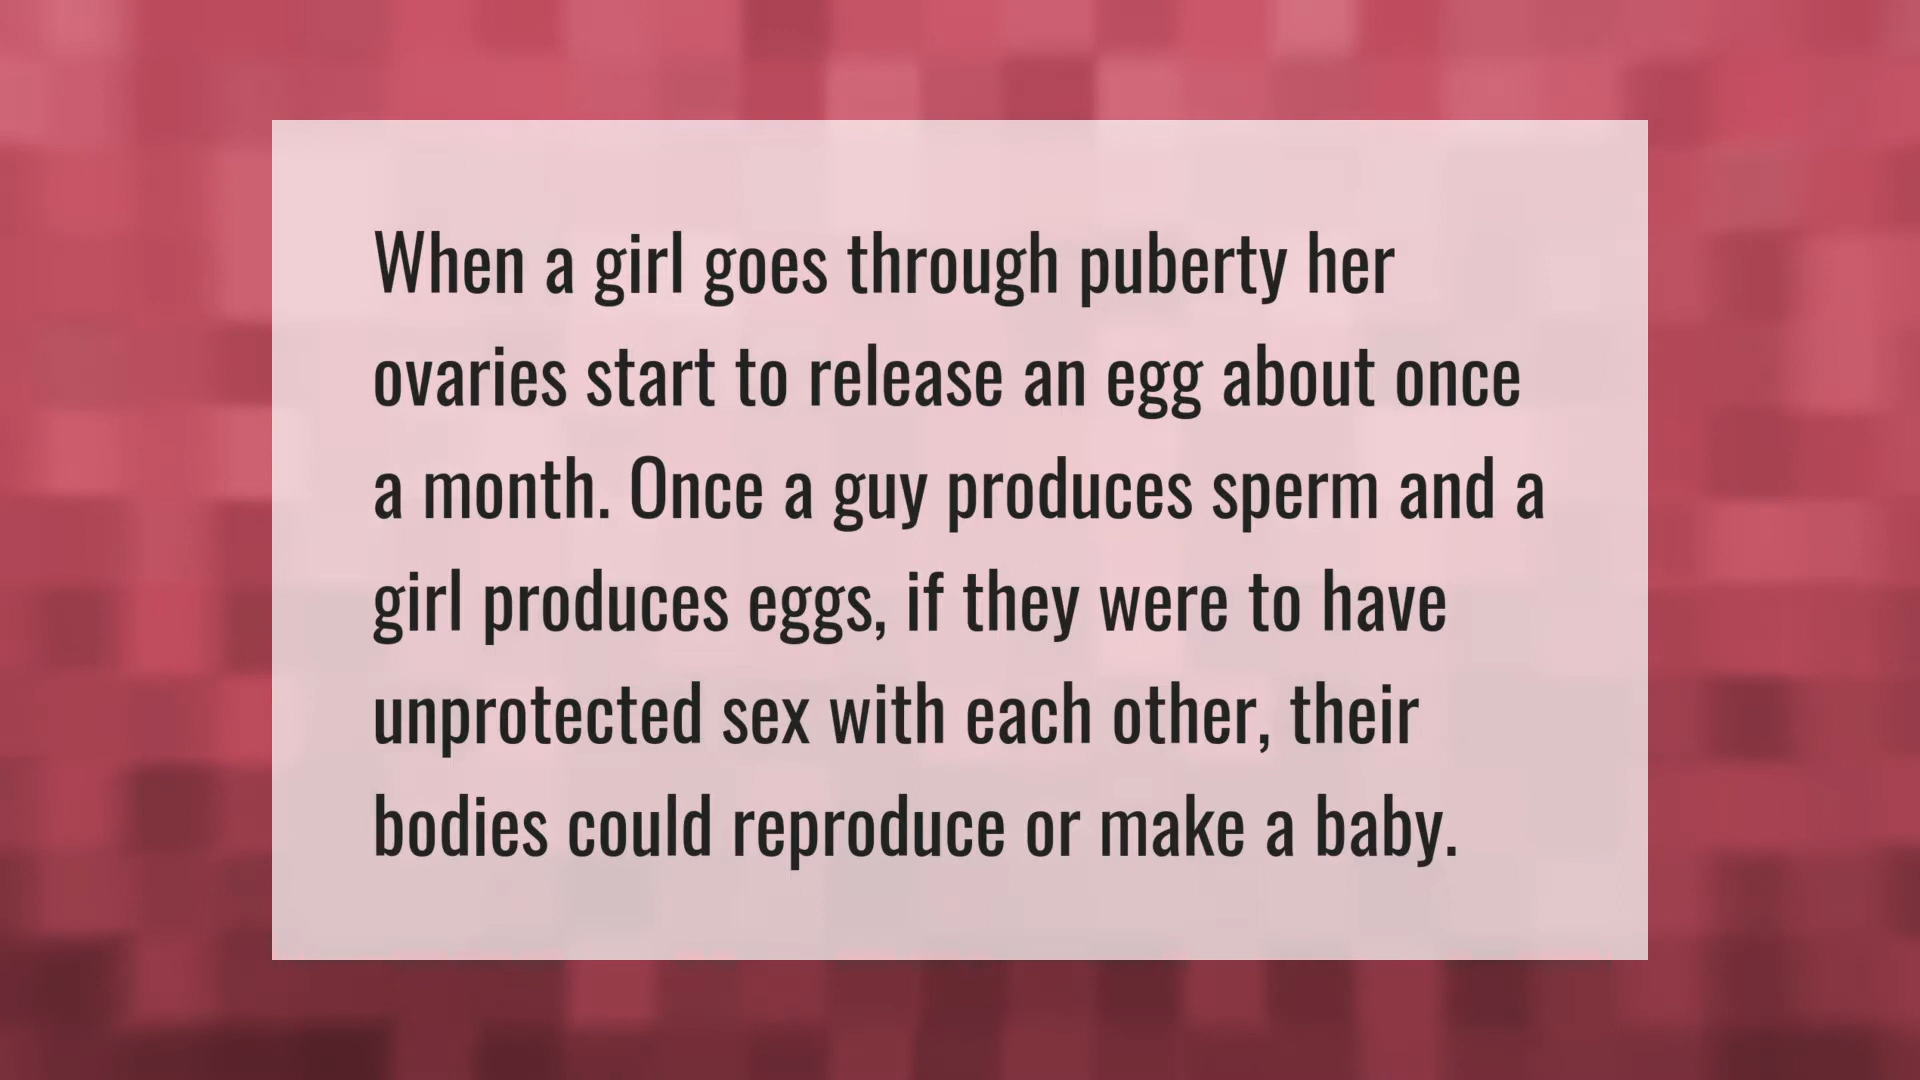 When a girl goes through puberty her
ovaries start to release an egg about once
a month. Once a guy produces sperm and a
girl produces eggs, if they were to have
unprotected sex with each other, their
bodies could reproduce or make a baby.